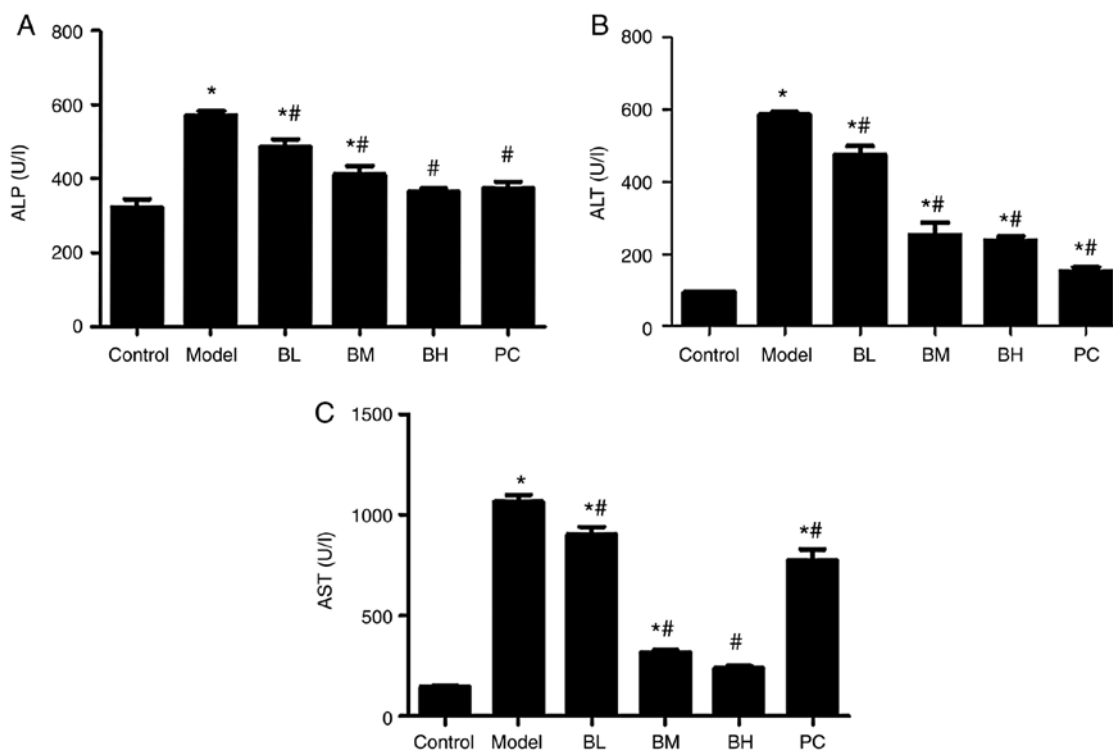 A
800
600
400
200
0
ALP (U/l)
* *# *# # #
Control Model BL BM BH PC
B
800
600
400
200
0
ALT (U/l)
* *# *# *# *#
Control Model BL BM BH PC
C
1500
1000
500
0
AST (U/l)
* *# *# # *#
Control Model BL BM BH PC